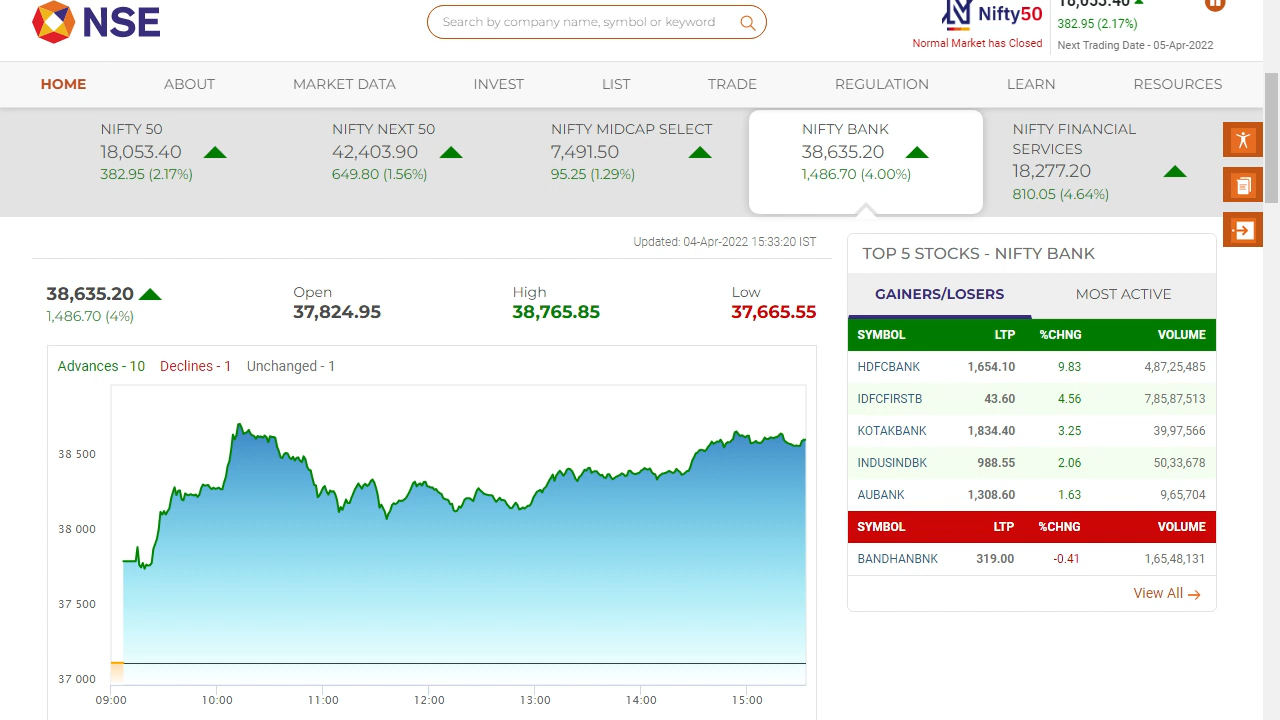 NSE
Search by company name, symbol or keyword
Nifty50
Normal Market has Closed
18,053.40
382.95 (2.17%)
Next Trading Date - 05-Apr-2022
HOME ABOUT MARKET DATA INVEST LIST TRADE REGULATION LEARN RESOURCES
NIFTY 50
18,053.40
382.95 (2.17%)
NIFTY NEXT 50
42,403.90
649.80 (1.56%)
NIFTY MIDCAP SELECT
7,491.50
95.25 (1.29%)
NIFTY BANK
38,635.20
1,486.70 (4.00%)
NIFTY FINANCIAL
SERVICES
18,277.20
810.05 (4.64%)
Updated: 04-Apr-2022 15:33:20 IST
38,635.20
1,486.70 (4%)
Open
37,824.95
High
38,765.85
Low
37,665.55
Advances - 10 Declines - 1 Unchanged - 1
38 500
38 000
37 500
37 000
09:00 10:00 11:00 12:00 13:00 14:00 15:00
TOP 5 STOCKS - NIFTY BANK
GAINERS/LOSERS MOST ACTIVE
SYMBOL LTP %CHNG VOLUME
HDFCBANK 1,654.10 9.83 4,87,25,485
IDFCFIRSTB 43.60 4.56 7,85,87,513
KOTAKBANK 1,834.40 3.25 39,97,566
INDUSINDBK 988.55 2.06 50,33,678
AUBANK 1,308.60 1.63 9,65,704
SYMBOL LTP %CHNG VOLUME
BANDHANBNK 319.00 -0.41 1,65,48,131
View All